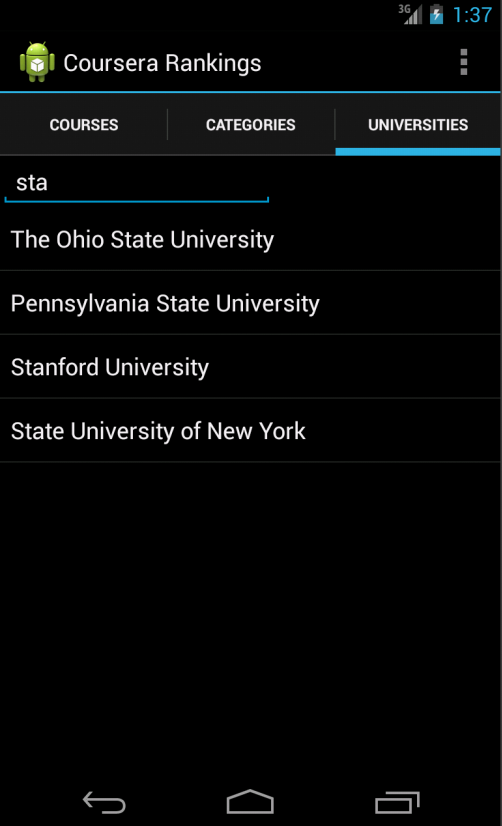 3G 1:37
Coursera Rankings
COURSES CATEGORIES UNIVERSITIES
sta
The Ohio State University
Pennsylvania State University
Stanford University
State University of New York